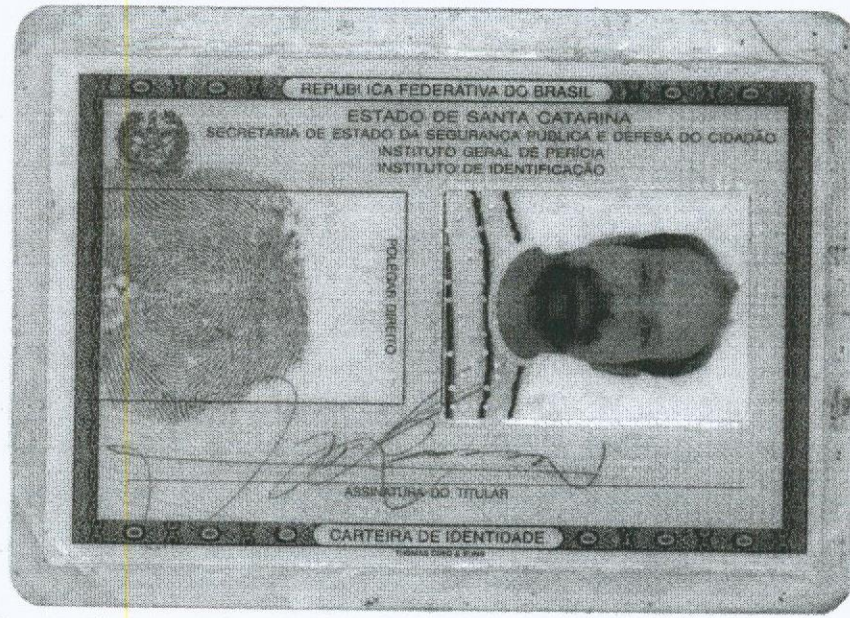 REPUBLICA FEDERATIVA DO BRASIL
ESTADO DE SANTA CATARINA
SECRETARIA DE ESTADO DA SEGURANÇA PÚBLICA E DEFESA DO CIDADÃO
INSTITUTO GERAL DE PERÍCIA
INSTITUTO DE IDENTIFICAÇÃO
POLEGAR DIREITO
ASSINATURA DO TITULAR
CARTEIRA DE IDENTIDADE